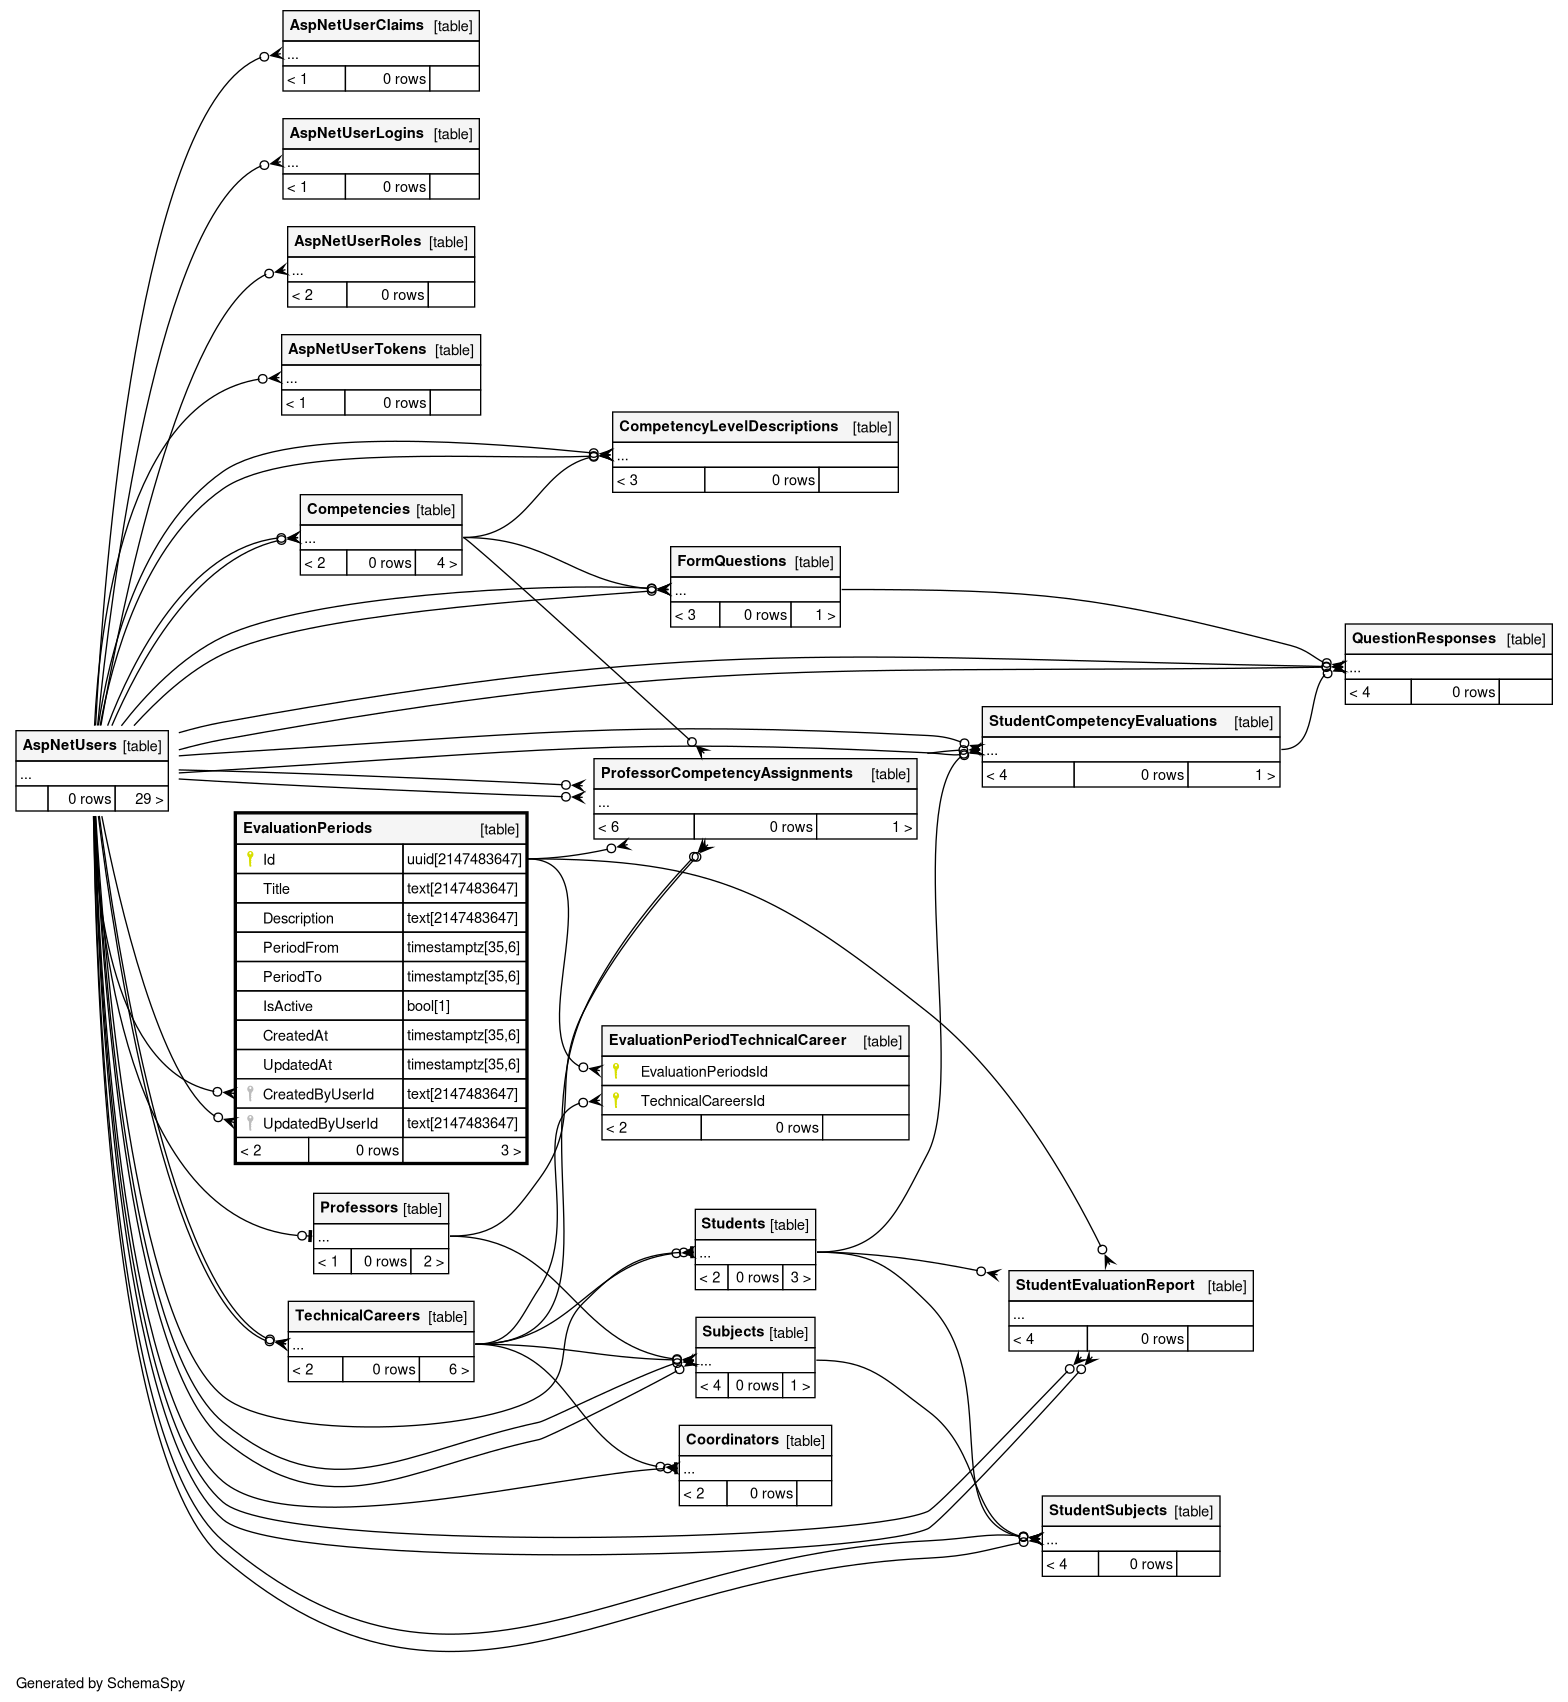 AspNetUserClaims [table]
...
< 1 0 rows
AspNetUserLogins [table]
...
< 1 0 rows
AspNetUserRoles [table]
...
< 2 0 rows
AspNetUserTokens [table]
...
< 1 0 rows
CompetencyLevelDescriptions [table]
...
< 3 0 rows
Competencies [table]
...
< 2 0 rows 4 >
FormQuestions [table]
...
< 3 0 rows 1 >
QuestionResponses [table]
...
< 4 0 rows
StudentCompetencyEvaluations [table]
...
< 4 0 rows 1 >
AspNetUsers [table]
...
0 rows 29 >
ProfessorCompetencyAssignments [table]
...
< 6 0 rows 1 >
EvaluationPeriods [table]
Id uuid[2147483647]
Title text[2147483647]
Description text[2147483647]
PeriodFrom timestamptz[35,6]
PeriodTo timestamptz[35,6]
IsActive bool[1]
CreatedAt timestamptz[35,6]
UpdatedAt timestamptz[35,6]
CreatedByUserId text[2147483647]
UpdatedByUserId text[2147483647]
< 2 0 rows 3 >
EvaluationPeriodTechnicalCareer [table]
EvaluationPeriodsId
TechnicalCareersId
< 2 0 rows
Professors [table]
...
< 1 0 rows 2 >
Students [table]
...
< 2 0 rows 3 >
StudentEvaluationReport [table]
...
< 4 0 rows
TechnicalCareers [table]
...
< 2 0 rows 6 >
Subjects [table]
...
< 4 0 rows 1 >
Coordinators [table]
...
< 2 0 rows
StudentSubjects [table]
...
< 4 0 rows
Generated by SchemaSpy